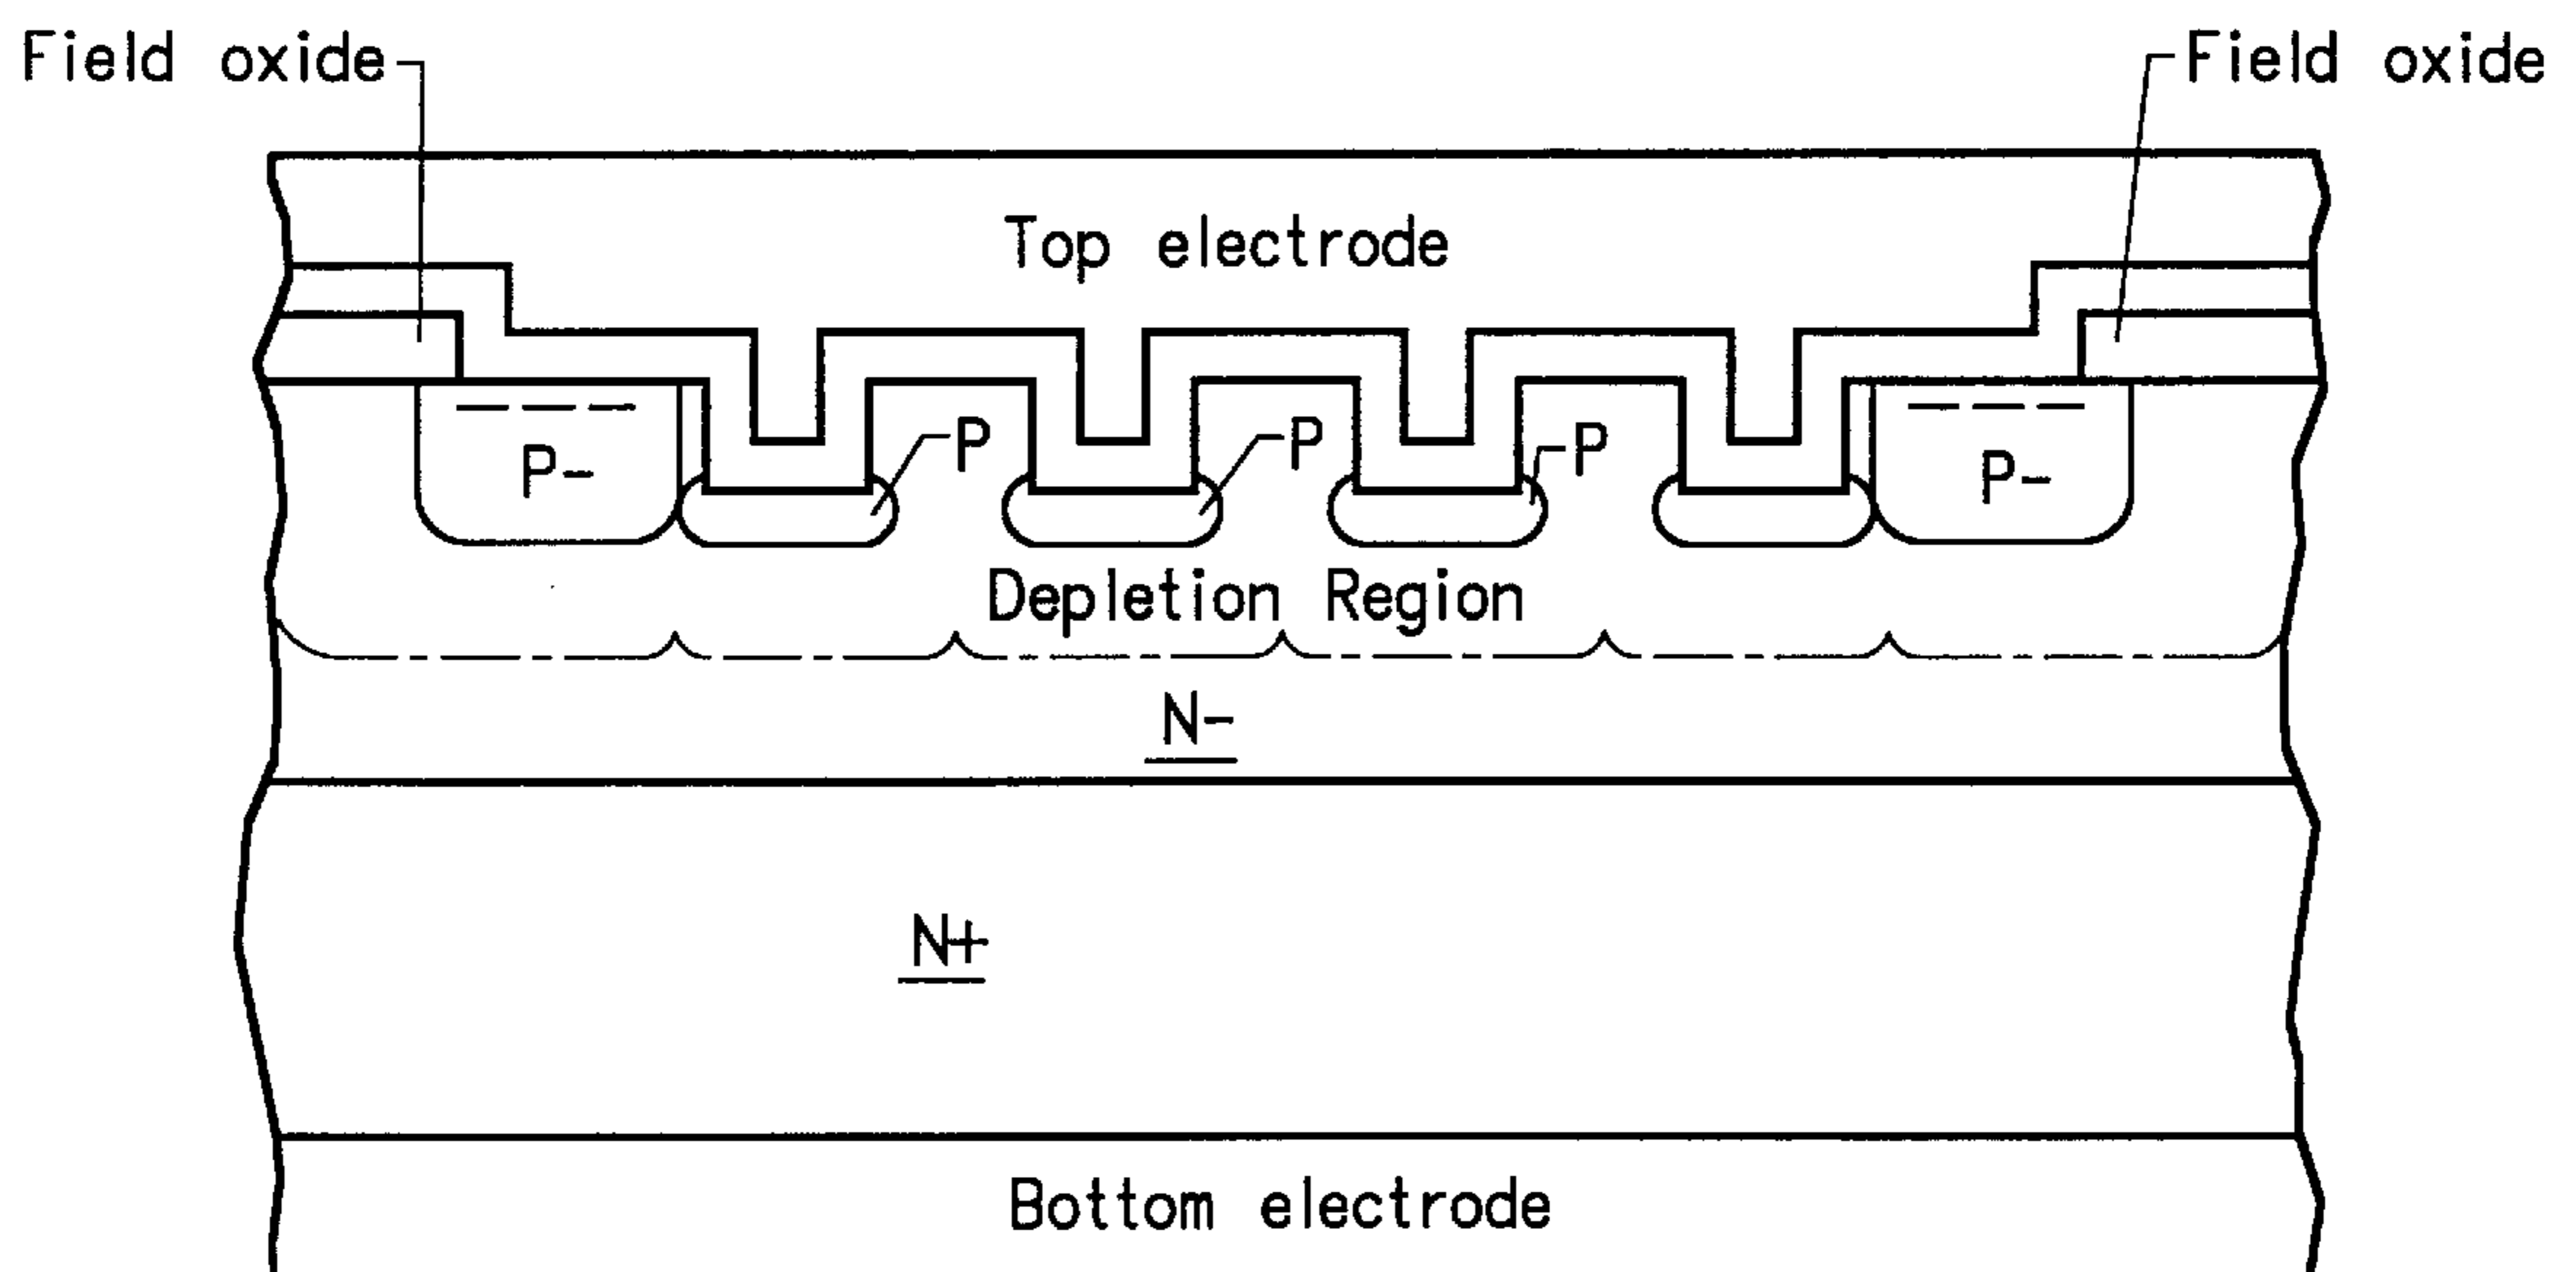 Field oxide
Field oxide
Top electrode
P
P
P
P-
P-
Depletion Region
N-
N+
Bottom electrode